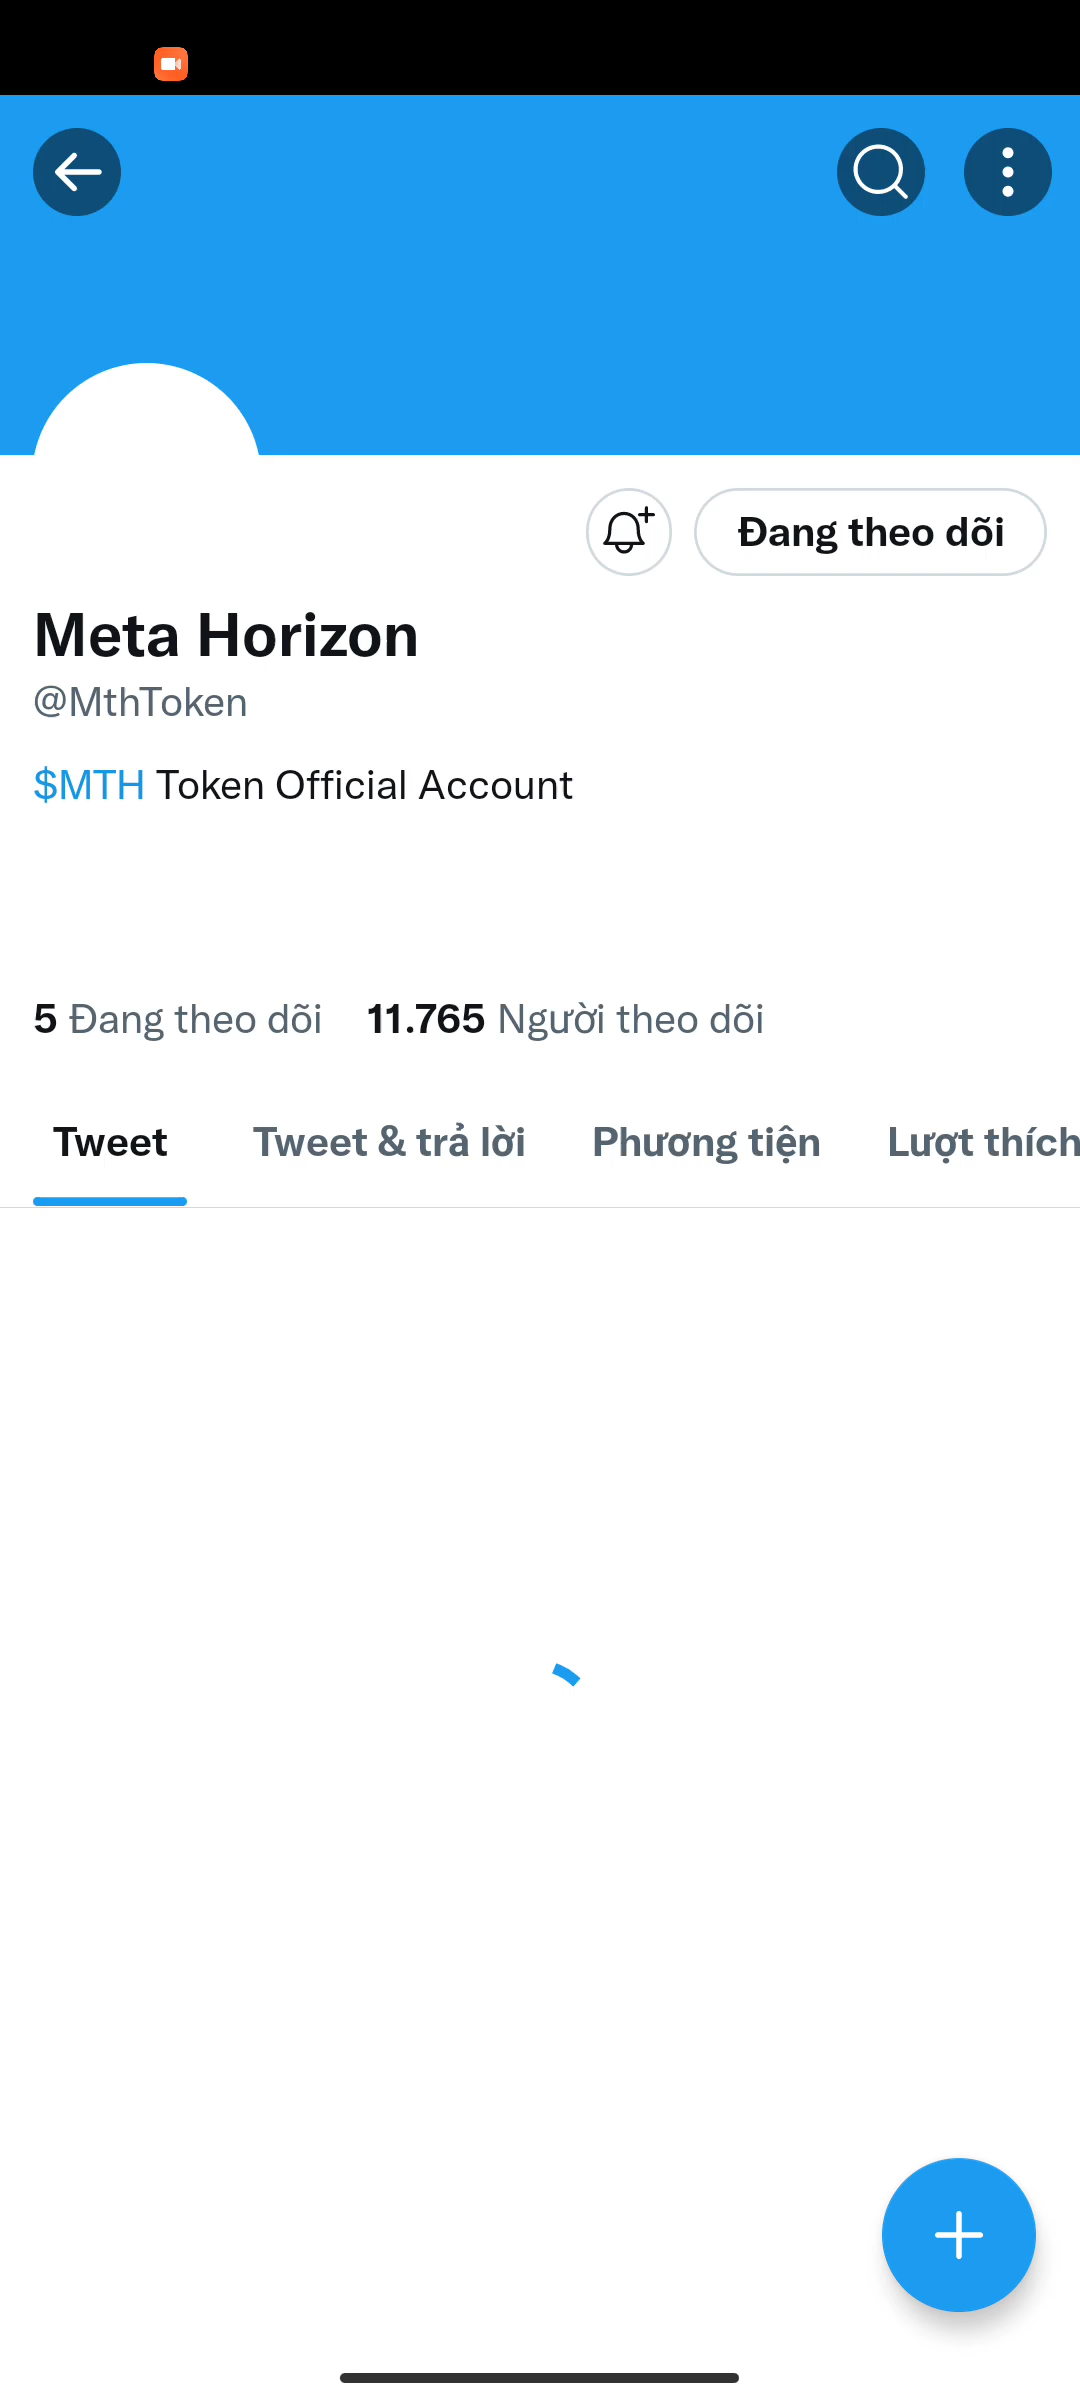 Đang theo dõi
Meta Horizon
@MthToken
$MTH Token Official Account
5 Đang theo dõi 11.765 Người theo dõi
Tweet Tweet & trả lời Phương tiện Lượt thích